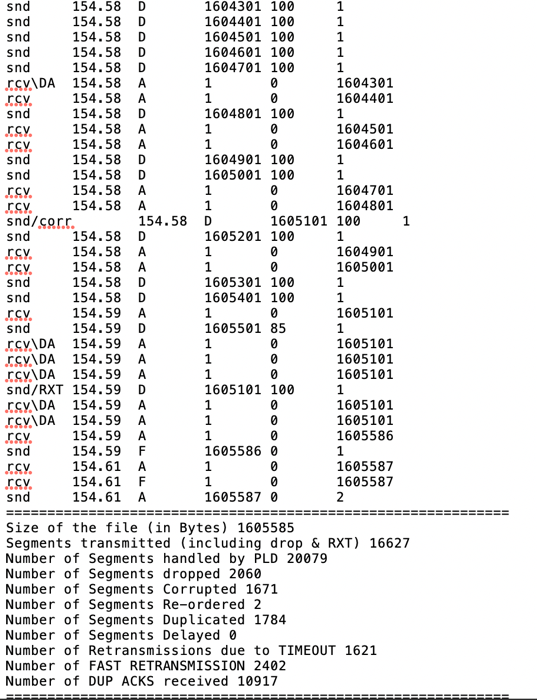 snd 154.58 D 1604301 100 1
snd 154.58 D 1604401 100 1
snd 154.58 D 1604501 100 1
snd 154.58 D 1604601 100 1
snd 154.58 D 1604701 100 1
rcv\DA 154.58 A 1 0 1604301
rcv 154.58 A 1 0 1604401
snd 154.58 D 1604801 100 1
rcv 154.58 A 1 0 1604501
rcv 154.58 A 1 0 1604601
snd 154.58 D 1604901 100 1
snd 154.58 D 1605001 100 1
rcv 154.58 A 1 0 1604701
rcv 154.58 A 1 0 1604801
snd/corr 154.58 D 1605101 100 1
snd 154.58 D 1605201 100 1
rcv 154.58 A 1 0 1604901
rcv 154.58 A 1 0 1605001
snd 154.58 D 1605301 100 1
snd 154.58 D 1605401 100 1
rcv 154.59 A 1 0 1605101
snd 154.59 D 1605501 85 1
rcv\DA 154.59 A 1 0 1605101
rcv\DA 154.59 A 1 0 1605101
rcv\DA 154.59 A 1 0 1605101
snd/RXT 154.59 D 1605101 100 1
rcv\DA 154.59 A 1 0 1605101
rcv\DA 154.59 A 1 0 1605101
rcv 154.59 A 1 0 1605586
snd 154.59 F 1605586 0 1
rcv 154.61 A 1 0 1605587
rcv 154.61 F 1 0 1605587
snd 154.61 A 1605587 0 2
=============================================================
Size of the file (in Bytes) 1605585
Segments transmitted (including drop & RXT) 16627
Number of Segments handled by PLD 20079
Number of Segments dropped 2060
Number of Segments Corrupted 1671
Number of Segments Re-ordered 2
Number of Segments Duplicated 1784
Number of Segments Delayed 0
Number of Retransmissions due to TIMEOUT 1621
Number of FAST RETRANSMISSION 2402
Number of DUP ACKS received 10917
=============================================================